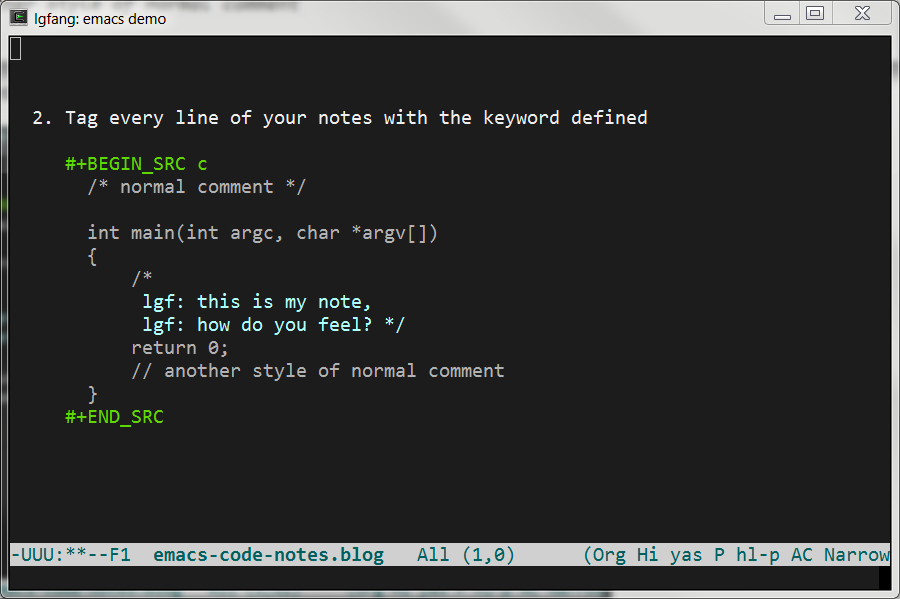 lgfang: emacs demo
2. Tag every line of your notes with the keyword defined
#+BEGIN_SRC c
/* normal comment */
int main(int argc, char *argv[])
{
/*
lgf: this is my note,
lgf: how do you feel? */
return 0;
// another style of normal comment
}
#+END_SRC
-UUU:**--F1  emacs-code-notes.blog   All (1,0)      (Org Hi yas P hl-p AC Narrow